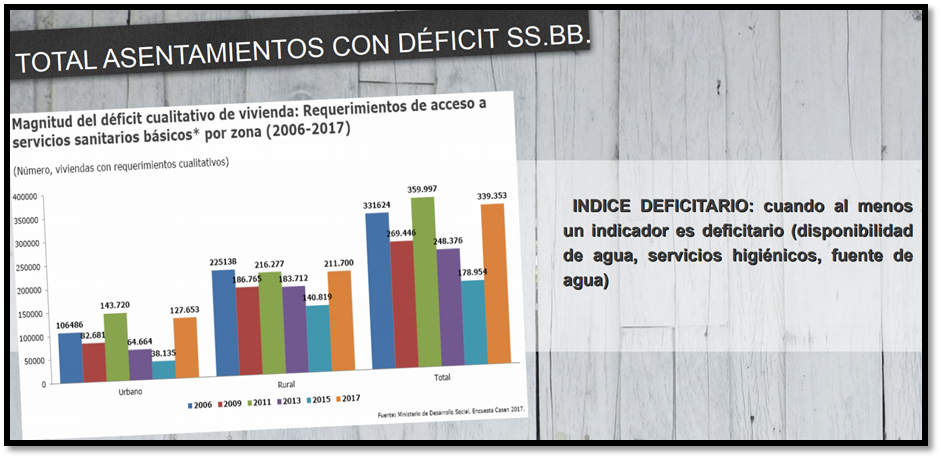 TOTAL ASENTAMIENTOS CON DÉFICIT SS.BB.
Magnitud del déficit cualitativo de vivienda: Requerimientos de acceso a
servicios sanitarios básicos* por zona (2006-2017)
(Número, viviendas con requerimientos cualitativos)
400000
350000
300000
250000
200000
150000
100000
50000
0
106486
82.681
143.720
64.664
38.135
127.653
225138
186.765
216.277
183.712
140.819
211.700
331624
269.446
359.997
248.376
178.954
339.353
Urbano
Rural
Total
2006 2009 2011 2013 2015 2017
Fuente: Ministerio de Desarrollo Social, Encuesta Casen 2017.
INDICE DEFICITARIO: cuando al menos
un indicador es deficitario (disponibilidad
de agua, servicios higiénicos, fuente de
agua)